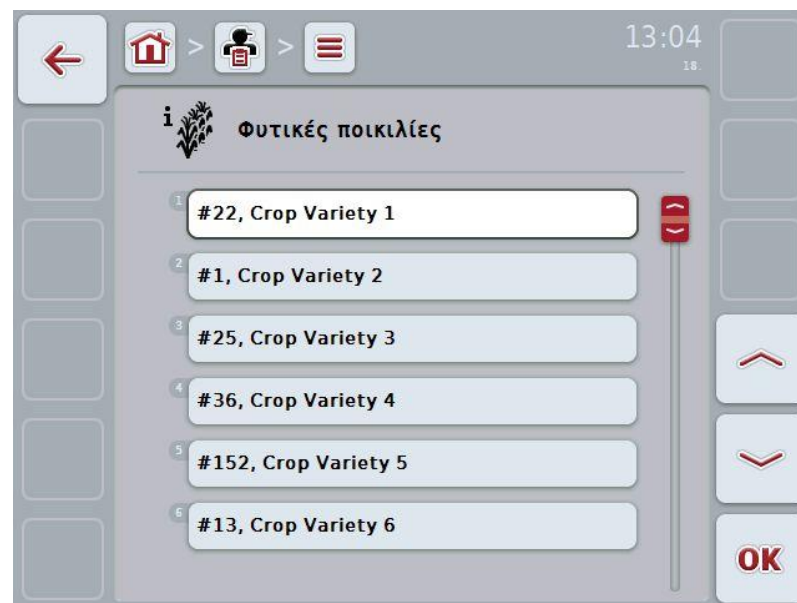 13:04
18.
i
Φυτικές ποικιλίες
1
#22, Crop Variety 1
2
#1, Crop Variety 2
3
#25, Crop Variety 3
4
#36, Crop Variety 4
5
#152, Crop Variety 5
6
#13, Crop Variety 6
OK